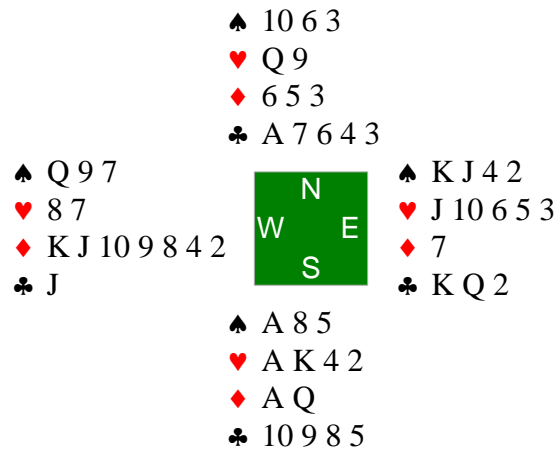 ♠ 10 6 3
♥ Q 9
♦ 6 5 3
♣ A 7 6 4 3
♠ Q 9 7
♥ 8 7
♦ K J 10 9 8 4 2
♣ J
N
W E
S
♠ K J 4 2
♥ J 10 6 5 3
♦ 7
♣ K Q 2
♠ A 8 5
♥ A K 4 2
♦ A Q
♣ 10 9 8 5